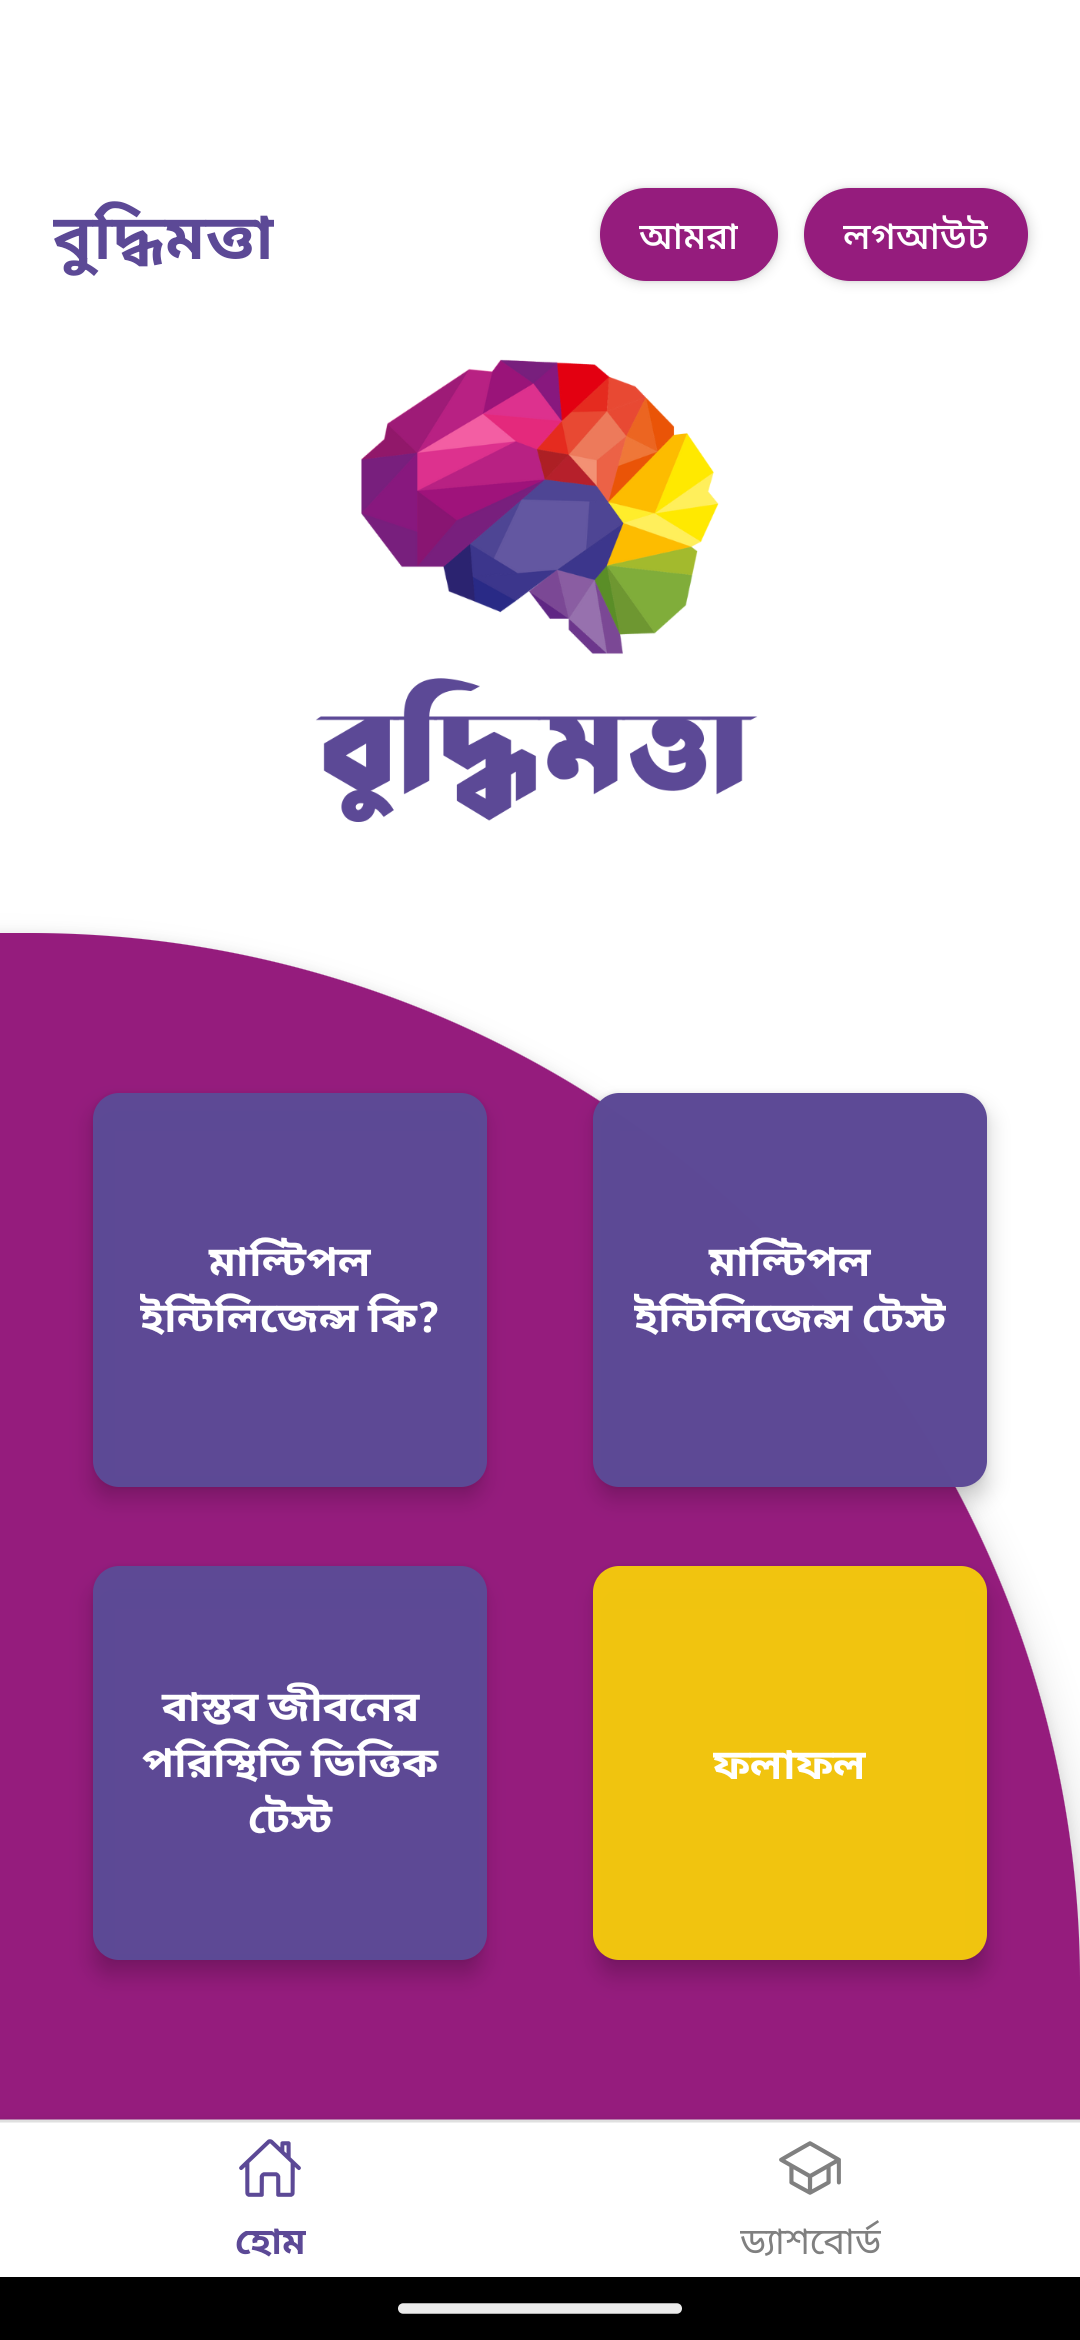 বুদ্ধিমত্তা
আমরা
লগআউট
বুদ্ধিমত্তা
মাল্টিপল
ইন্টিলিজেন্স কি?
মাল্টিপল
ইন্টিলিজেন্স টেস্ট
বাস্তব জীবনের
পরিস্থিতি ভিত্তিক
টেস্ট
ফলাফল
হোম
ড্যাশবোর্ড